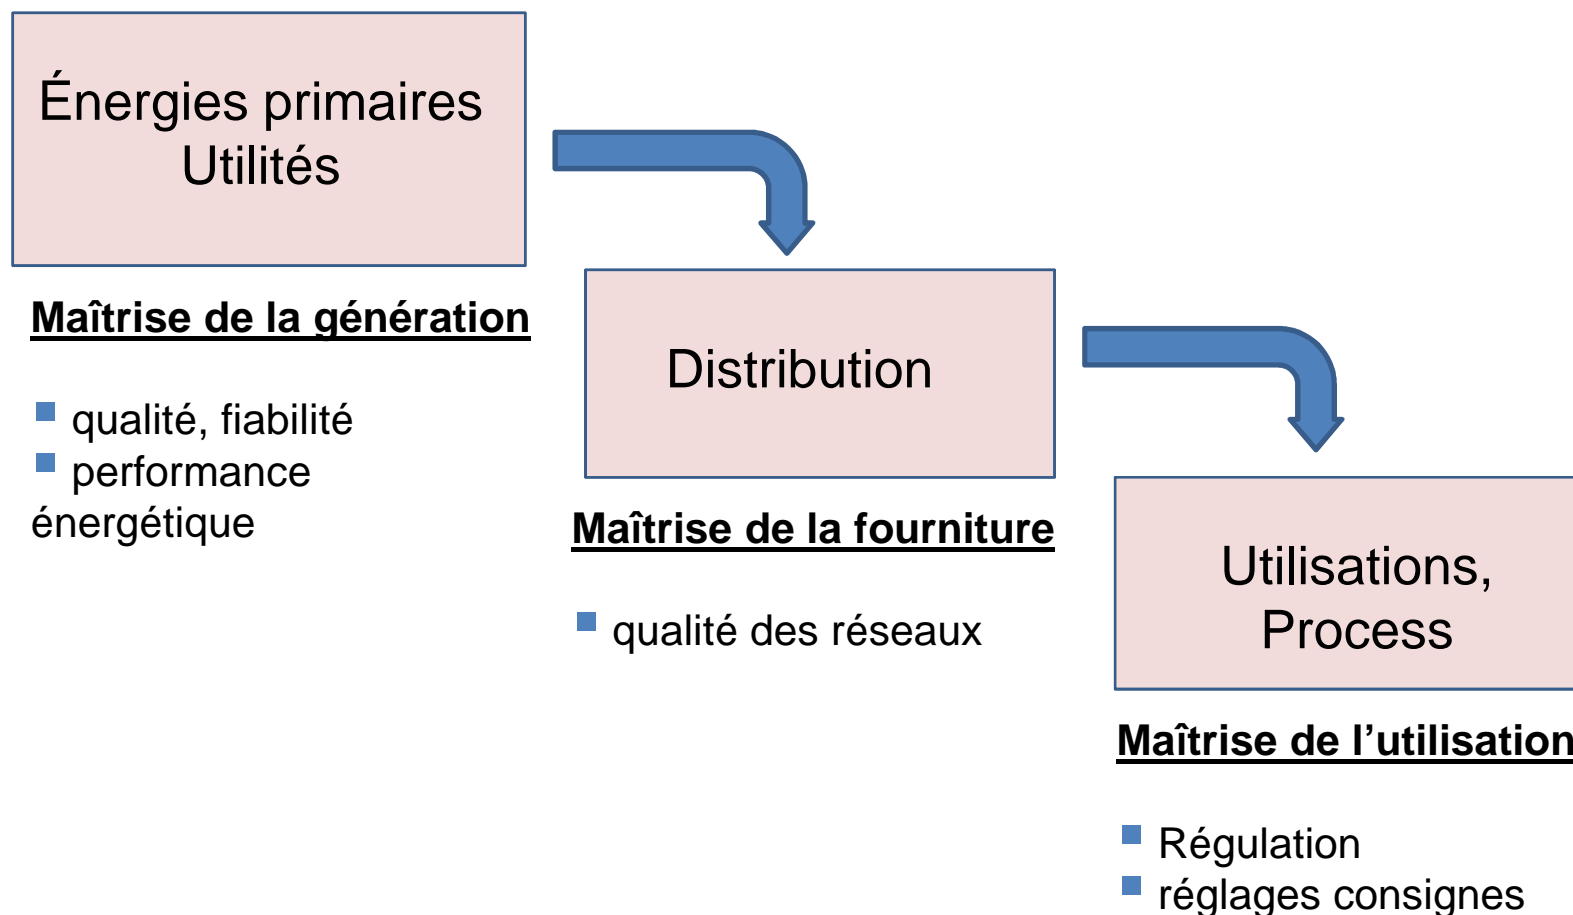 Énergies primaires
Utilités
Maîtrise de la génération
qualité, fiabilité
performance
énergétique
Distribution
Maîtrise de la fourniture
qualité des réseaux
Utilisations,
Process
Maîtrise de l’utilisation
Régulation
réglages consignes